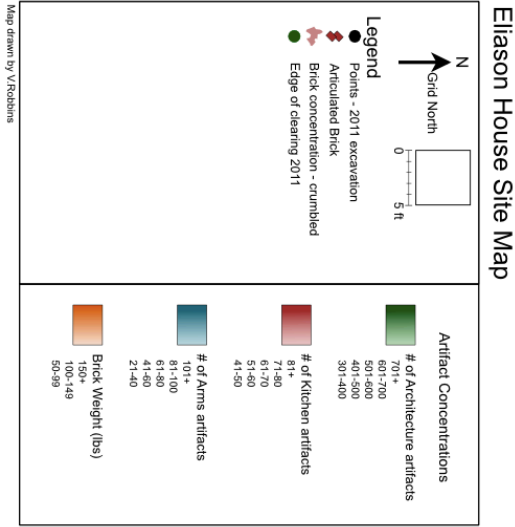 Eliason House Site Map
N
Grid North
0
5 ft
Legend
Points - 2011 excavation
Articulated Brick
Brick concentration - crumbled
Edge of clearing 2011
Artifact Concentrations
# of Architecture artifacts
701+
601-700
501-600
401-500
301-400
# of Kitchen artifacts
81+
71-80
61-70
51-60
41-50
# of Arms artifacts
101+
81-100
61-80
41-60
21-40
Brick Weight (lbs)
150+
100-149
50-99
Map drawn by V.Robbins